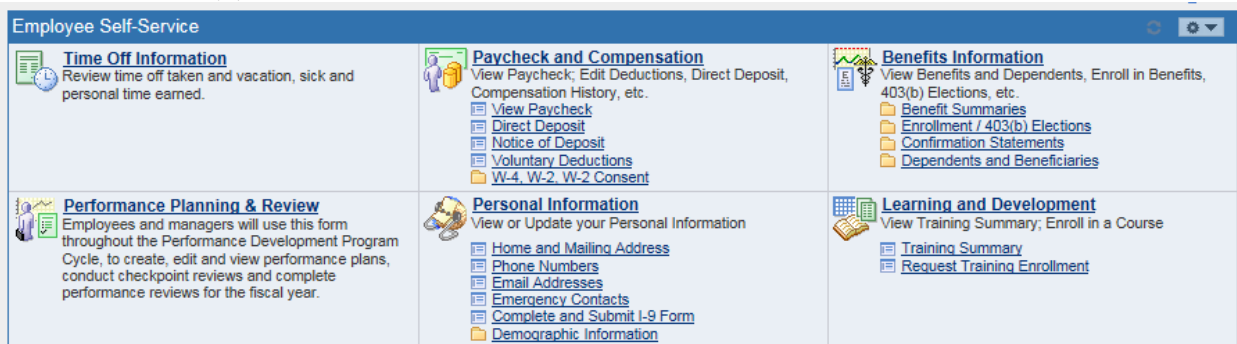 Employee Self-Service
Time Off Information
Review time off taken and vacation, sick and
personal time earned.
Paycheck and Compensation
View Paycheck; Edit Deductions, Direct Deposit,
Compensation History, etc.
View Paycheck
Direct Deposit
Notice of Deposit
Voluntary Deductions
W-4, W-2, W-2 Consent
Benefits Information
View Benefits and Dependents, Enroll in Benefits,
403(b) Elections, etc.
Benefit Summaries
Enrollment / 403(b) Elections
Confirmation Statements
Dependents and Beneficiaries
Performance Planning & Review
Employees and managers will use this form
throughout the Performance Development Program
Cycle, to create, edit and view performance plans,
conduct checkpoint reviews and complete
performance reviews for the fiscal year.
Personal Information
View or Update your Personal Information
Home and Mailing Address
Phone Numbers
Email Addresses
Emergency Contacts
Complete and Submit I-9 Form
Demographic Information
Learning and Development
View Training Summary; Enroll in a Course
Training Summary
Request Training Enrollment